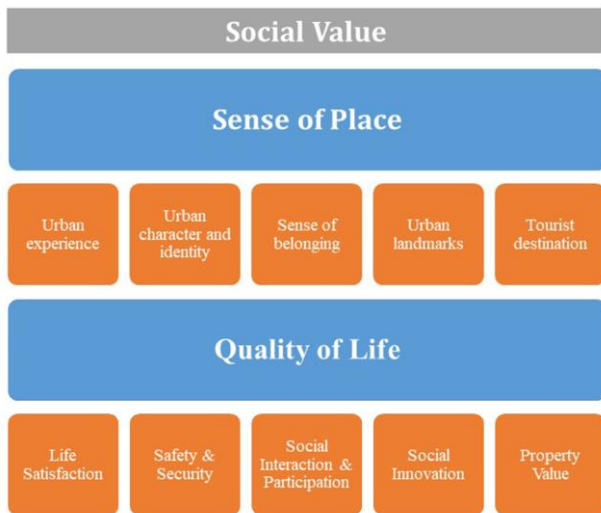 Social Value
Sense of Place
Urban
experience
Urban
character and
identity
Sense of
belonging
Urban
landmarks
Tourist
destination
Quality of Life
Life
Satisfaction
Safety &
Security
Social
Interaction &
Participation
Social
Innovation
Property
Value